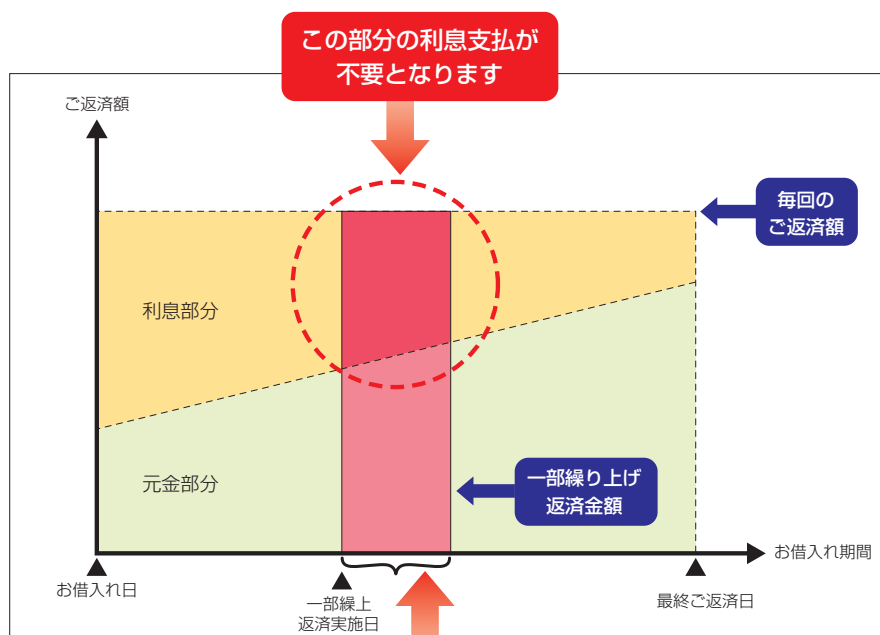 この部分の利息支払が
不要となります
ご返済額
毎回の
ご返済額
利息部分
元金部分
一部繰り上げ
返済金額
お借入れ期間
お借入れ日
一部繰上
返済実施日
最終ご返済日